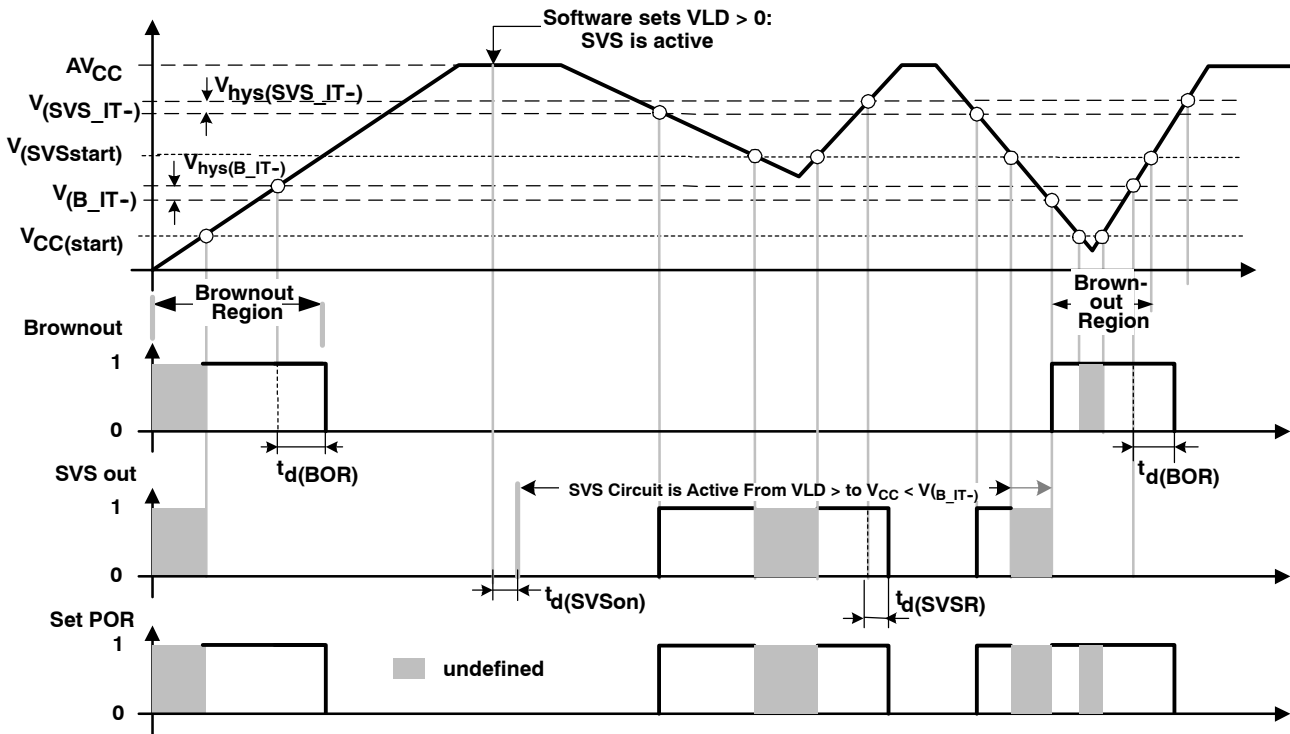 Software sets VLD > 0:
SVS is active
AVCC
Vhys(SVS_IT-)
V(SVS_IT-)
V(SVSstart)
Vhys(B_IT-)
V(B_IT-)
VCC(start)
Brownout
Region
Brown-
out
Region
Brownout
1
0
td(BOR)
td(BOR)
SVS out
SVS Circuit is Active From VLD > to VCC < V(B_IT-)
1
0
td(SVSon)
td(SVSR)
Set POR
1
undefined
0